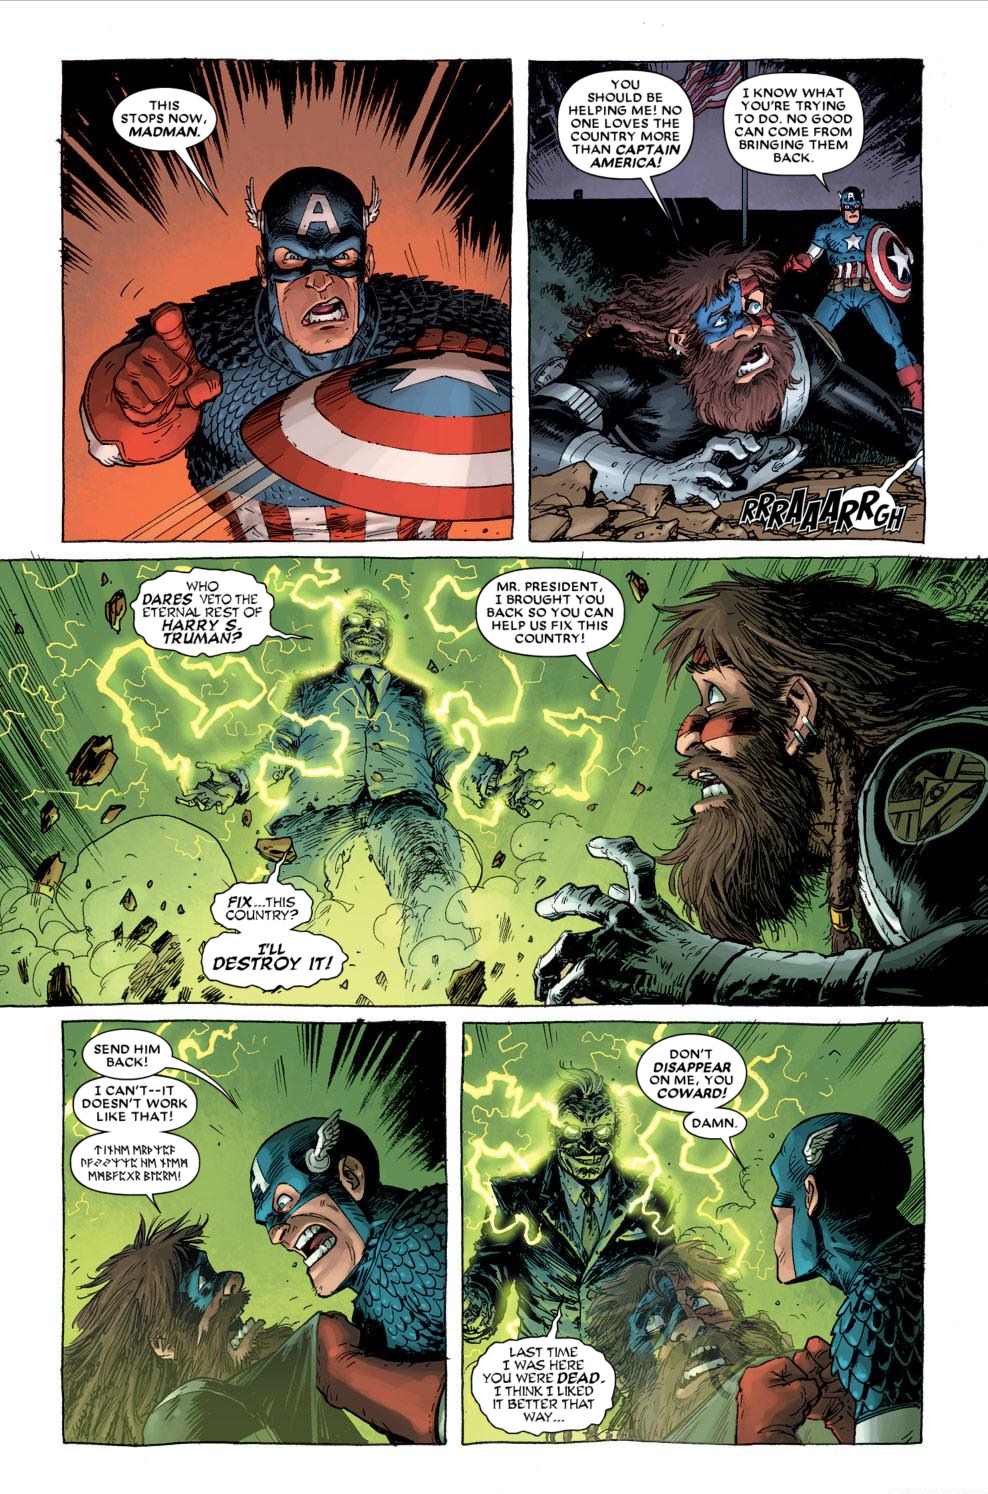 THIS
STOPS NOW,
MADMAN.
YOU
SHOULD BE
HELPING ME! NO
ONE LOVES THE
COUNTRY MORE
THAN CAPTAIN
AMERICA!
I KNOW WHAT
YOU'RE TRYING
TO DO. NO GOOD
CAN COME FROM
BRINGING THEM
BACK.
RRRAAAARRGH
WHO
DARES VETO THE
ETERNAL REST OF
HARRY S.
TRUMAN?
MR. PRESIDENT,
I BROUGHT YOU
BACK SO YOU CAN
HELP US FIX THIS
COUNTRY!
FIX...THIS
COUNTRY?
I'LL
DESTROY IT!
SEND HIM
BACK!
I CAN'T--IT
DOESN'T WORK
LIKE THAT!
DON'T
DISAPPEAR
ON ME, YOU
COWARD!
DAMN.
LAST TIME
I WAS HERE
YOU WERE DEAD.
I THINK I LIKED
IT BETTER THAT
WAY...